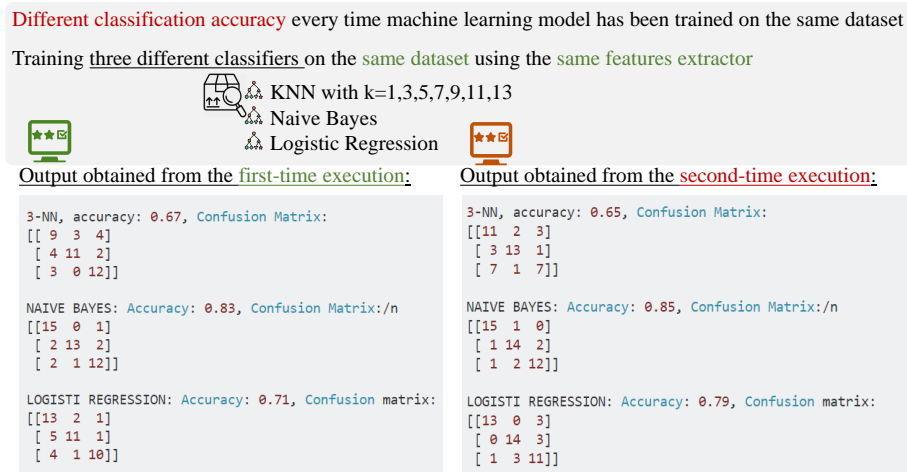 Different classification accuracy every time machine learning model has been trained on the same dataset
Training three different classifiers on the same dataset using the same features extractor
KNN with k=1,3,5,7,9,11,13
Naive Bayes
Logistic Regression
Output obtained from the first-time execution:
3-NN, accuracy: 0.67, Confusion Matrix:
[[ 9 3 4]
[ 4 11 2]
[ 3 0 12]]
NAIVE BAYES: Accuracy: 0.83, Confusion Matrix:/n
[[15 0 1]
[ 2 13 2]
[ 2 1 12]]
LOGISTI REGRESSION: Accuracy: 0.71, Confusion matrix:
[[13 2 1]
[ 5 11 1]
[ 4 1 10]]
Output obtained from the second-time execution:
3-NN, accuracy: 0.65, Confusion Matrix:
[[11 2 3]
[ 3 13 1]
[ 7 1 7]]
NAIVE BAYES: Accuracy: 0.85, Confusion Matrix:/n
[[15 1 0]
[ 1 14 2]
[ 1 2 12]]
LOGISTI REGRESSION: Accuracy: 0.79, Confusion matrix:
[[13 0 3]
[ 0 14 3]
[ 1 3 11]]